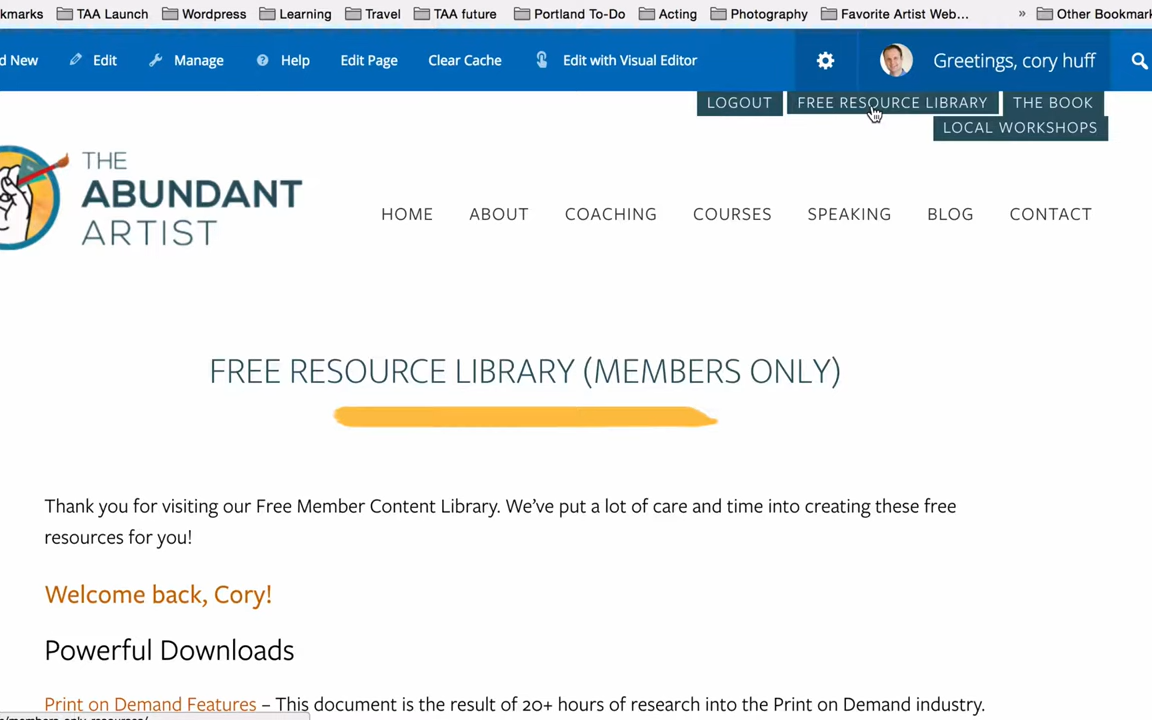 kmarks TAA Launch Wordpress Learning Travel TAA future Portland To-Do Acting Photography Favorite Artist Web... » Other Bookmark
d New Edit Manage Help Edit Page Clear Cache Edit with Visual Editor Greetings, cory huff
LOGOUT FREE RESOURCE LIBRARY THE BOOK
LOCAL WORKSHOPS
THE
ABUNDANT
ARTIST
HOME ABOUT COACHING COURSES SPEAKING BLOG CONTACT
FREE RESOURCE LIBRARY (MEMBERS ONLY)
Thank you for visiting our Free Member Content Library. We've put a lot of care and time into creating these free
resources for you!
Welcome back, Cory!
Powerful Downloads
Print on Demand Features – This document is the result of 20+ hours of research into the Print on Demand industry.